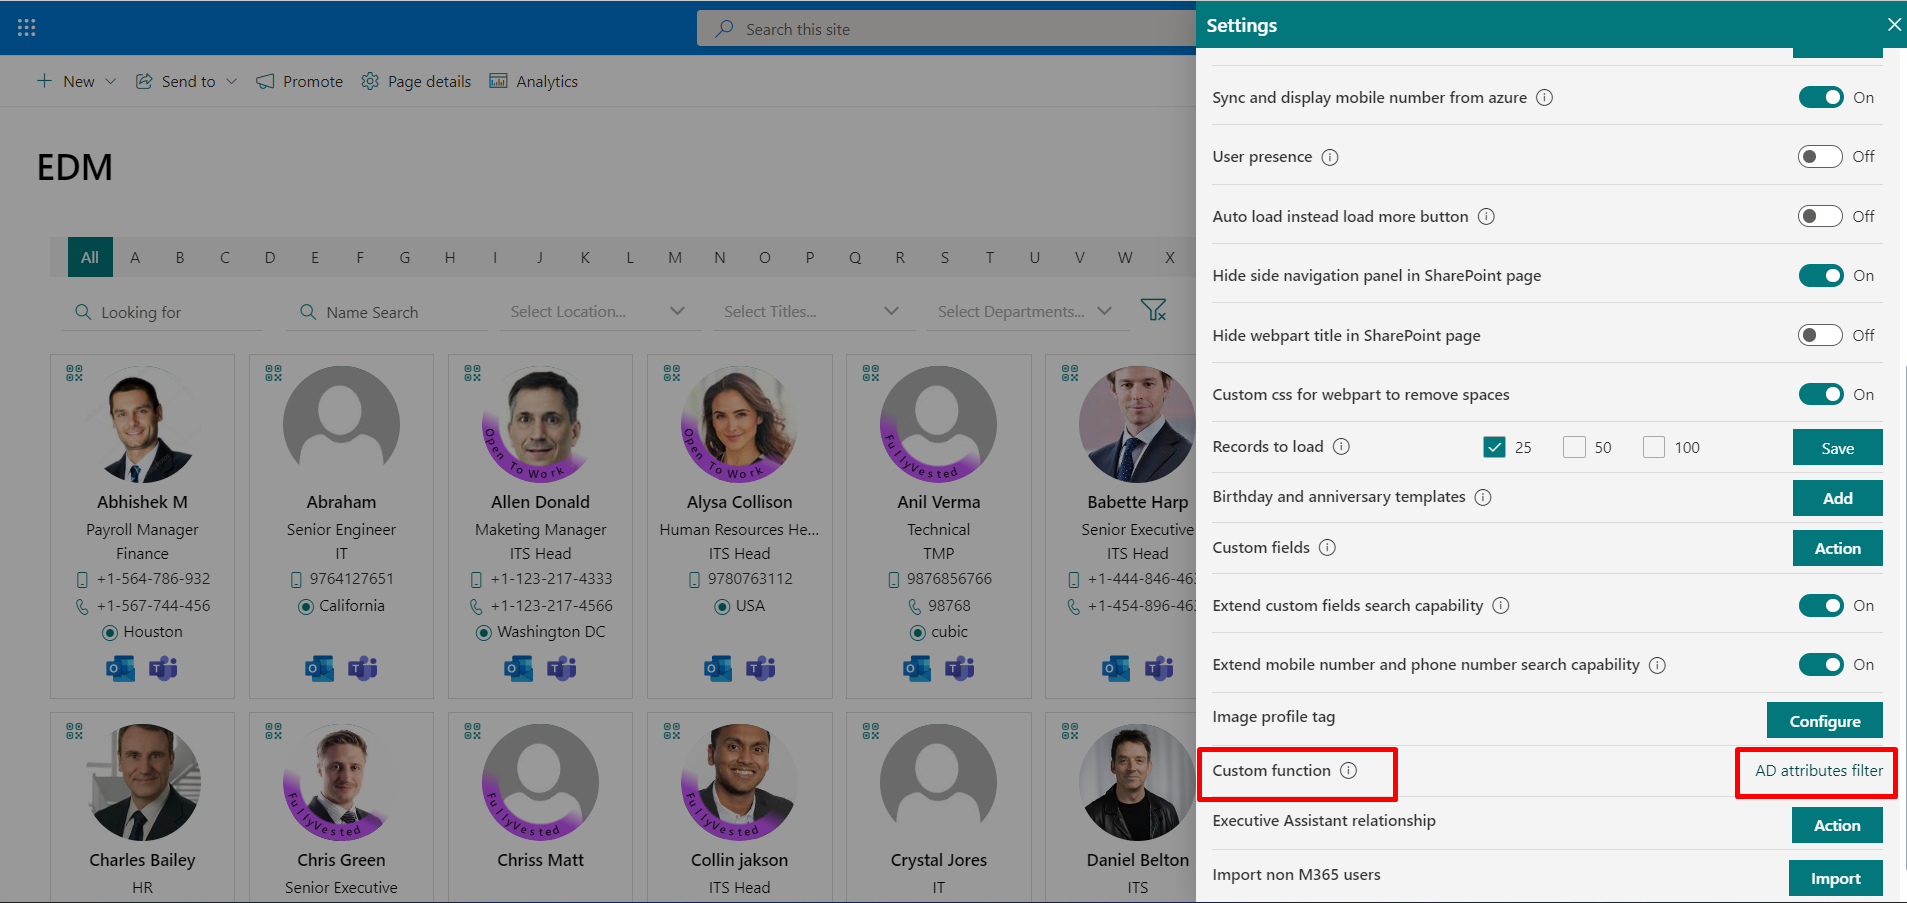 Search this site
Settings
New
Send to
Promote
Page details
Analytics
EDM
All A B C D E F G H I J K L M N O P Q R S T U V W X
Looking for
Name Search
Select Location...
Select Titles...
Select Departments...
Abhishek M
Payroll Manager
Finance
+1-564-786-932
+1-567-744-456
Houston
Abraham
Senior Engineer
IT
9764127651
California
Open To Work
Allen Donald
Maketing Manager
ITS Head
+1-123-217-4333
+1-123-217-4566
Washington DC
Open To Work
Alysa Collison
Human Resources He...
ITS Head
9780763112
USA
FullyVested
Anil Verma
Technical
TMP
9876856766
98768
cubic
Babette Harp
Senior Executive
ITS Head
+1-444-846-46
+1-454-896-46
Charles Bailey
HR
FullyVested
Chris Green
Senior Executive
FullyVested
Chriss Matt
FullyVested
Collin jakson
ITS Head
Crystal Jores
IT
Daniel Belton
ITS
Sync and display mobile number from azure
On
User presence
Off
Auto load instead load more button
Off
Hide side navigation panel in SharePoint page
On
Hide webpart title in SharePoint page
Off
Custom css for webpart to remove spaces
On
Records to load
25
50
100
Save
Birthday and anniversary templates
Add
Custom fields
Action
Extend custom fields search capability
On
Extend mobile number and phone number search capability
On
Image profile tag
Configure
Custom function
AD attributes filter
Executive Assistant relationship
Action
Import non M365 users
Import